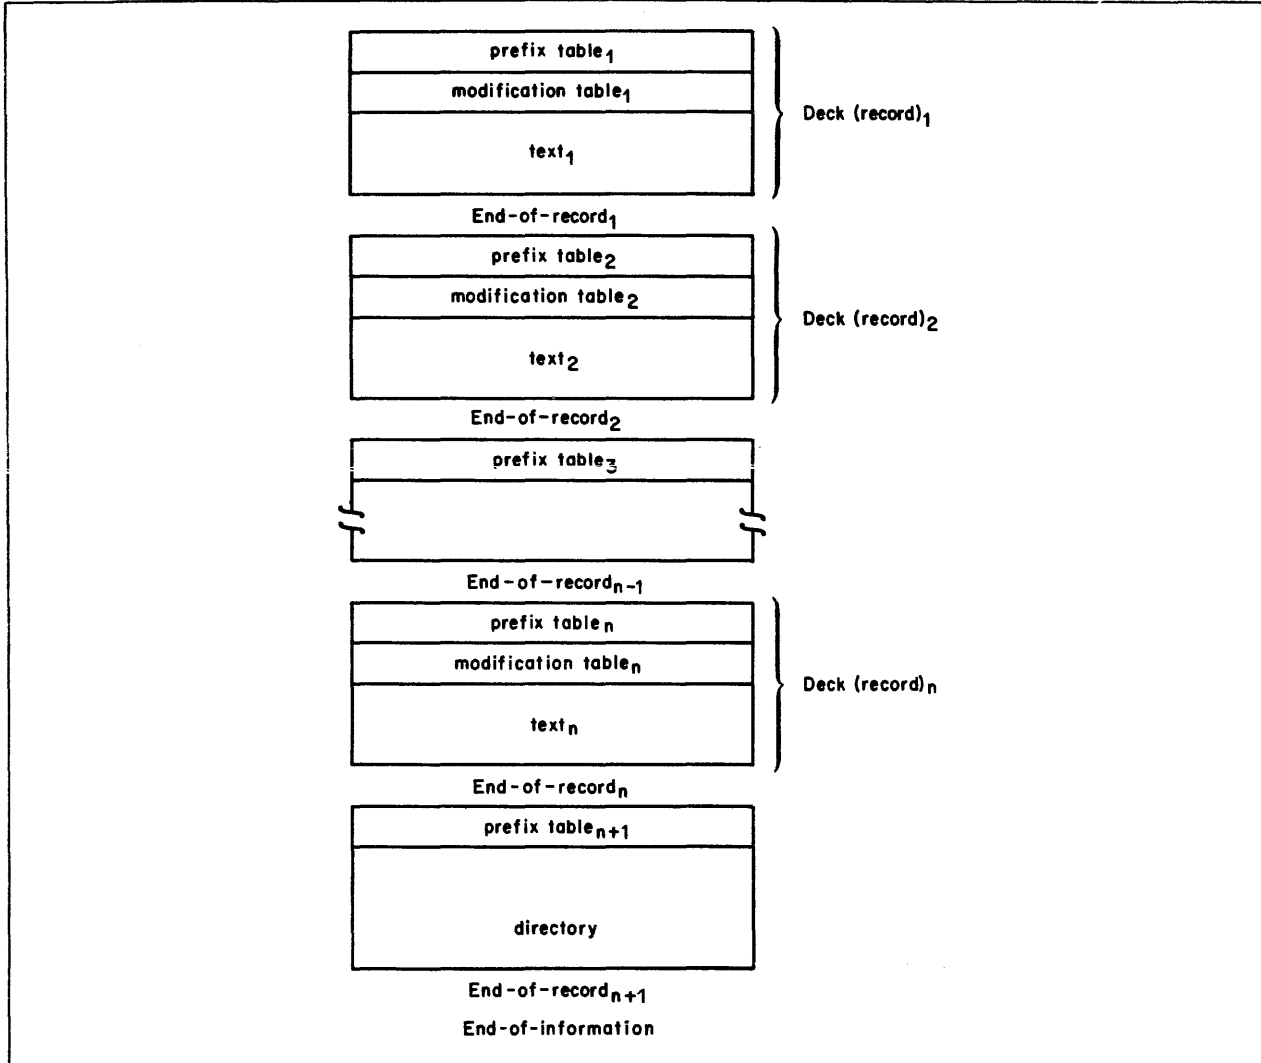 prefix table₁
modification table₁
Deck (record)₁
text₁
End-of-record₁
prefix table₂
modification table₂
Deck (record)₂
text₂
End-of-record₂
prefix table₃
End-of-recordₙ₋₁
prefix tableₙ
modification tableₙ
Deck (record)ₙ
textₙ
End-of-recordₙ
prefix tableₙ₊₁
directory
End-of-recordₙ₊₁
End-of-information